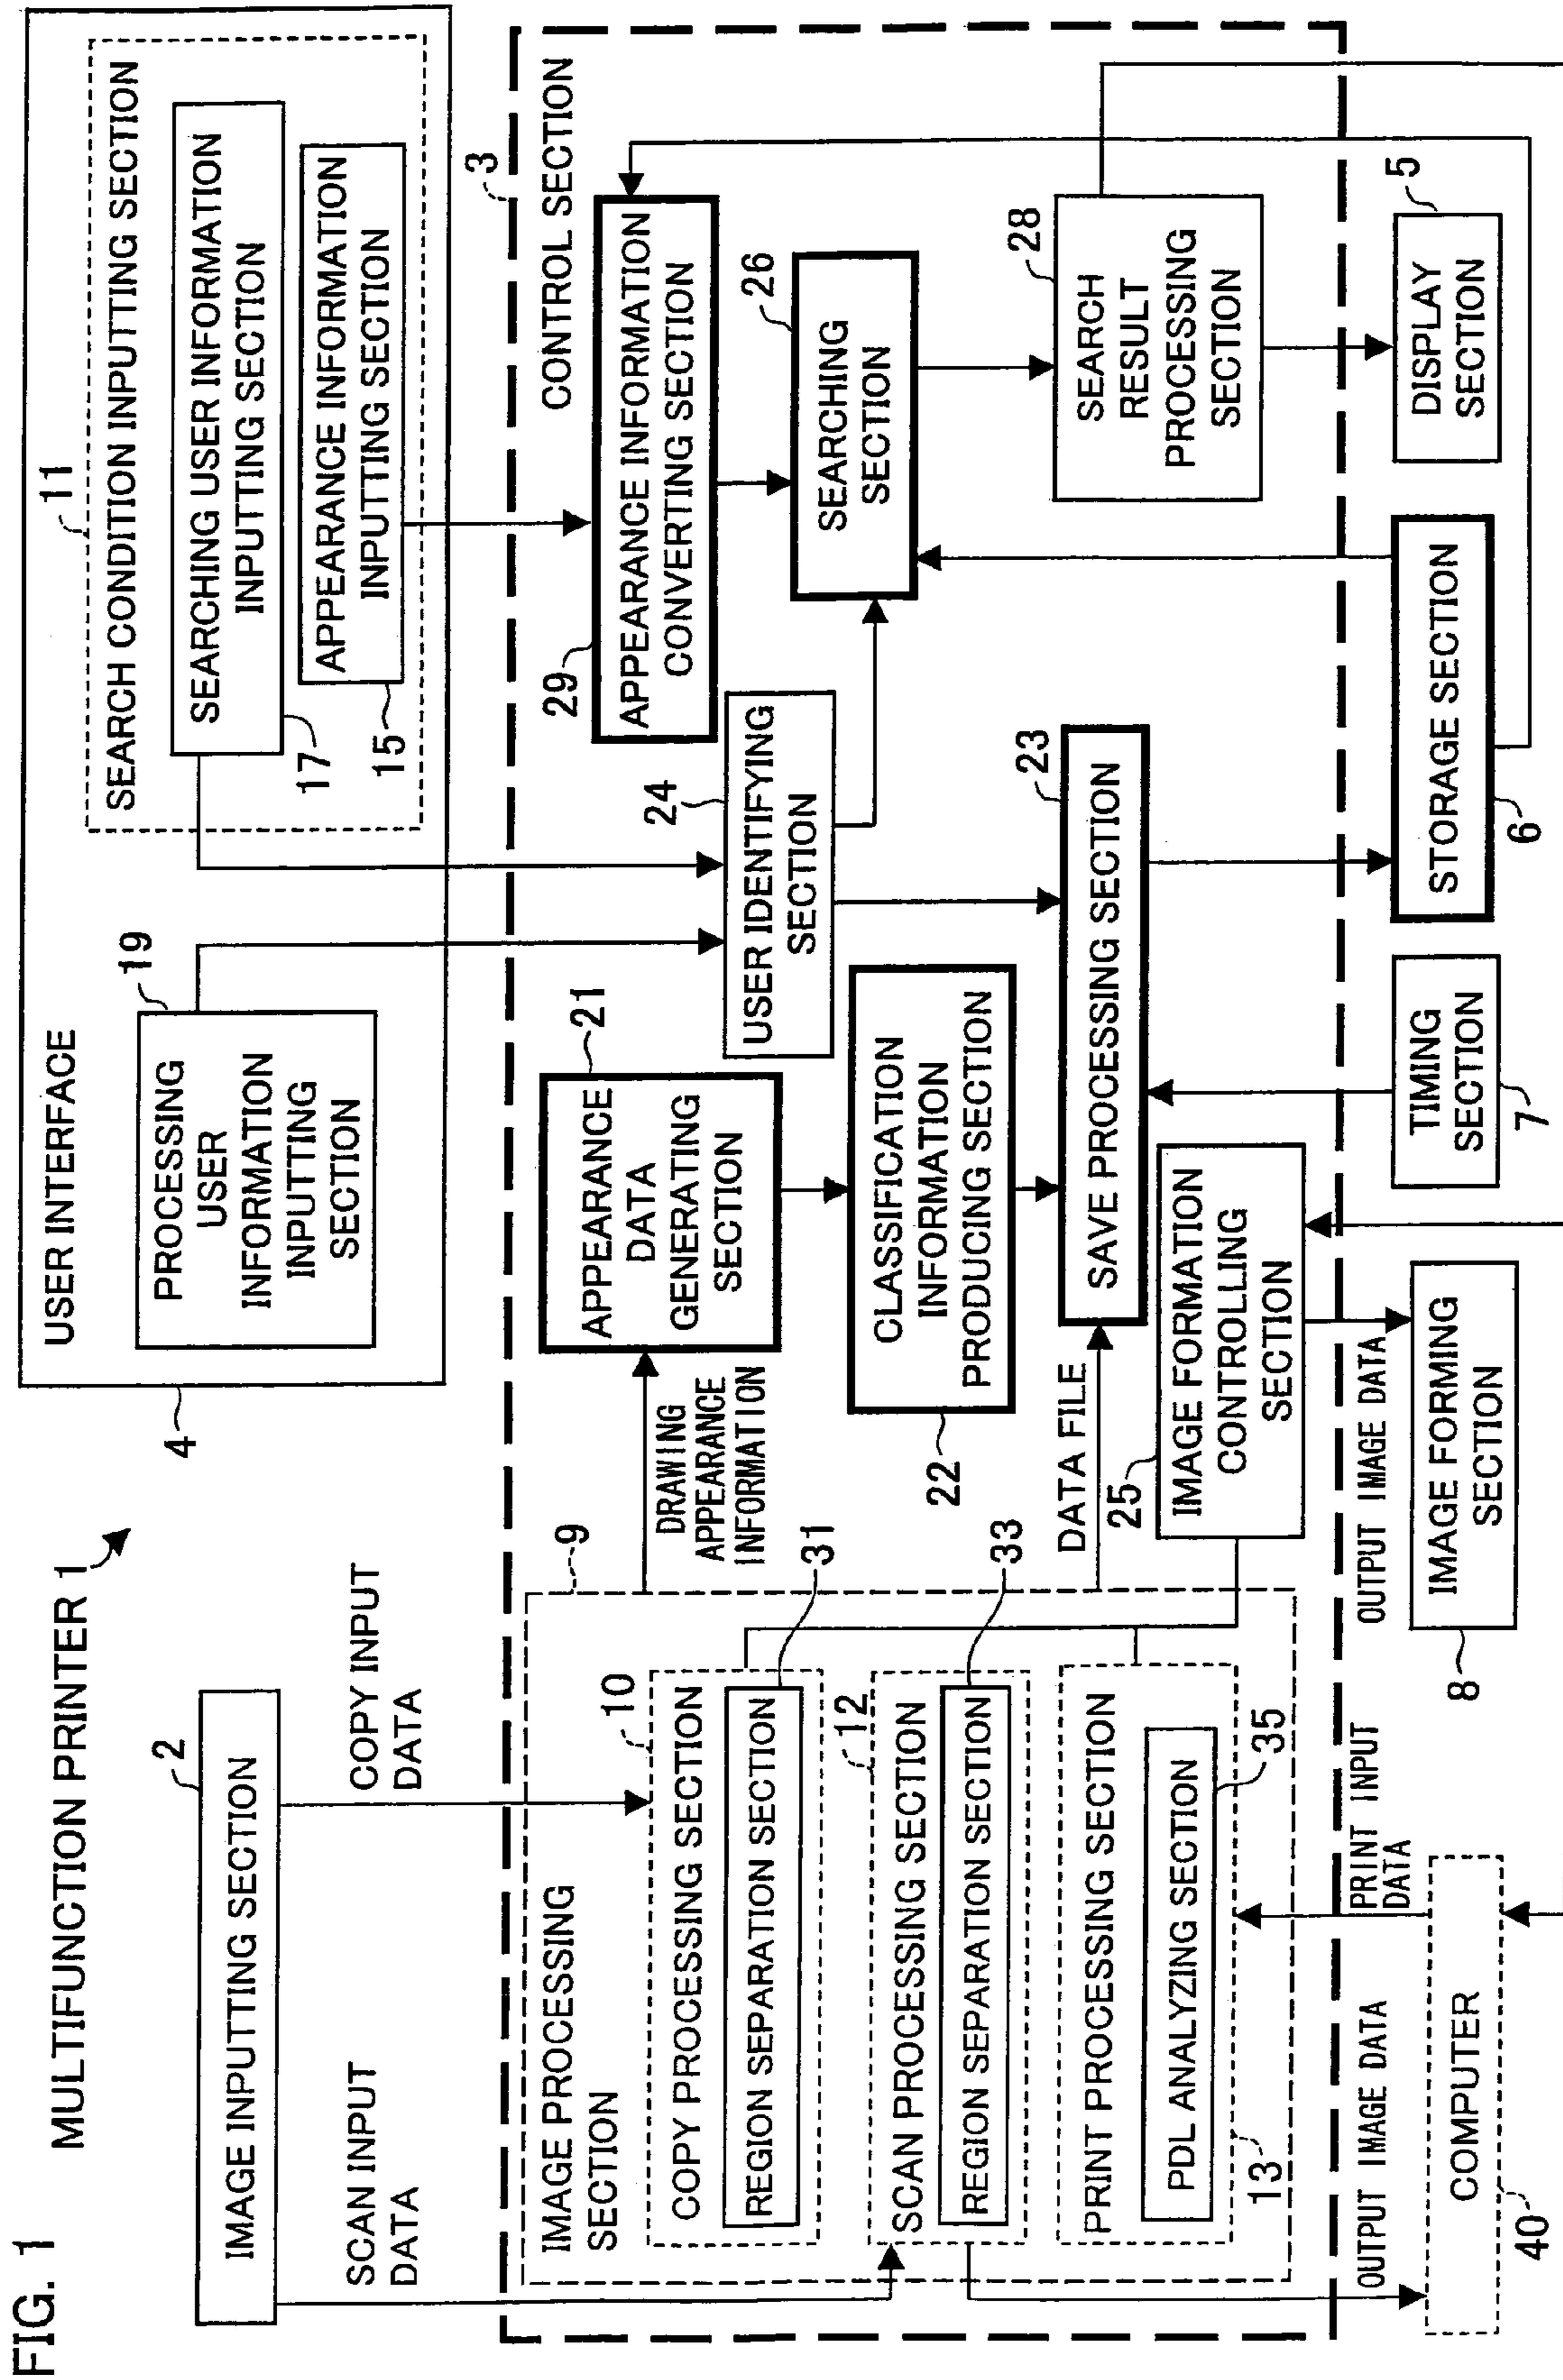 FIG. 1
MULTIFUNCTION PRINTER 1
2
IMAGE INPUTTING SECTION
SCAN INPUT
DATA
COPY INPUT
DATA
4
USER INTERFACE
19
PROCESSING
USER
INFORMATION
INPUTTING
SECTION
11
SEARCH CONDITION INPUTTING SECTION
SEARCHING USER INFORMATION
INPUTTING SECTION
17
APPEARANCE INFORMATION
INPUTTING SECTION
15
3
CONTROL SECTION
IMAGE PROCESSING
SECTION
9
10
COPY PROCESSING SECTION
REGION SEPARATION SECTION
31
12
SCAN PROCESSING SECTION
REGION SEPARATION SECTION
33
PRINT PROCESSING SECTION
PDL ANALYZING SECTION
35
13
DRAWING
APPEARANCE
INFORMATION
DATA FILE
21
APPEARANCE
DATA
GENERATING
SECTION
22
CLASSIFICATION
INFORMATION
PRODUCING SECTION
24
USER IDENTIFYING
SECTION
23
SAVE PROCESSING SECTION
25
IMAGE FORMATION
CONTROLLING
SECTION
29
APPEARANCE INFORMATION
CONVERTING SECTION
26
SEARCHING
SECTION
28
SEARCH
RESULT
PROCESSING
SECTION
OUTPUT IMAGE DATA
PRINT INPUT
DATA
OUTPUT IMAGE DATA
COMPUTER
40
IMAGE FORMING
SECTION
8
TIMING
SECTION
7
STORAGE SECTION
6
DISPLAY
SECTION
5